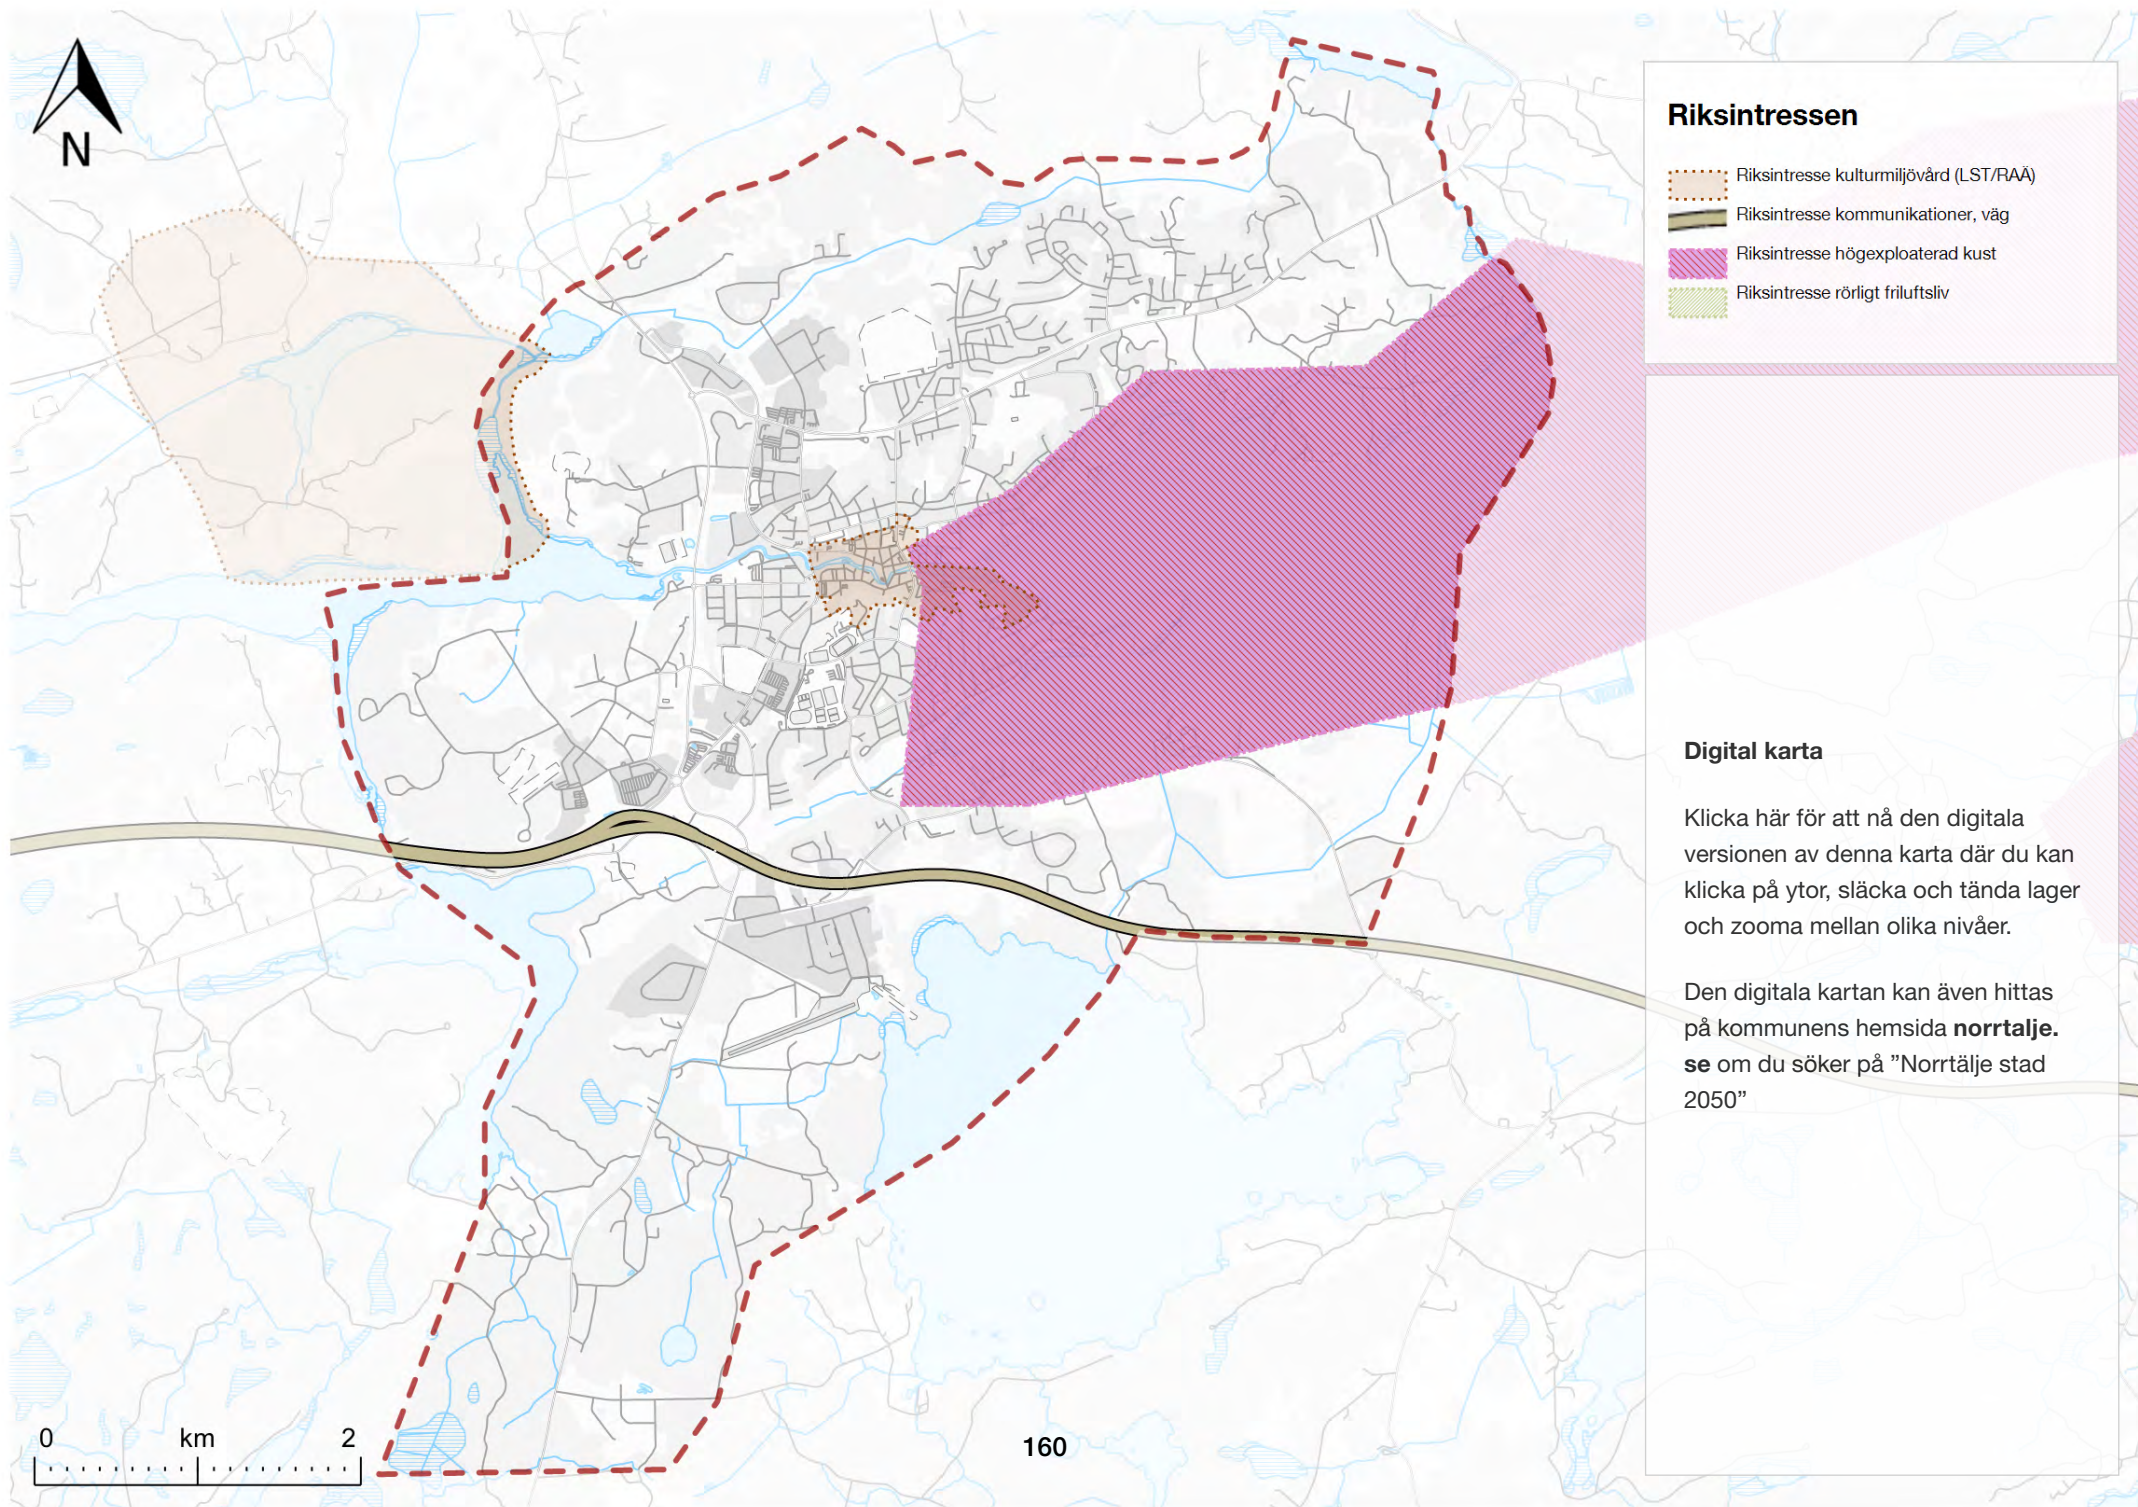 N
Riksintressen
Riksintresse kulturmiljövård (LST/RAÄ)
Riksintresse kommunikationer, väg
Riksintresse högexploaterad kust
Riksintresse rörligt friluftsliv
Digital karta
Klicka här för att nå den digitala
versionen av denna karta där du kan
klicka på ytor, släcka och tända lager
och zooma mellan olika nivåer.
Den digitala kartan kan även hittas
på kommunens hemsida norrtalje.
se om du söker på ”Norrtälje stad
2050”
0 km 2
160